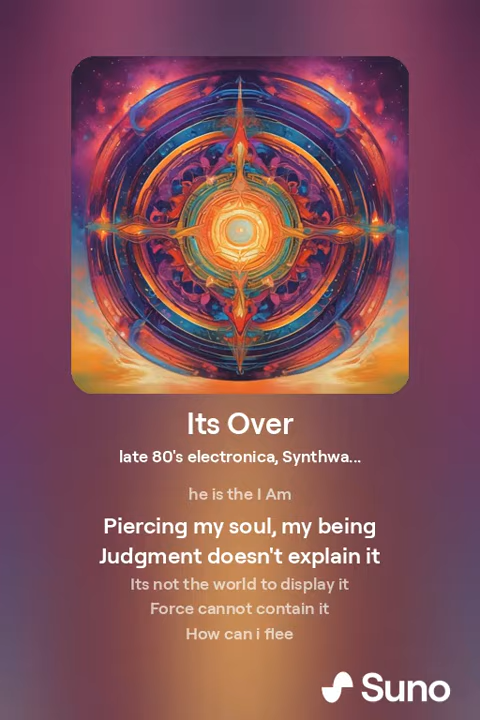 Its Over
late 80's electronica, Synthwa...
he is the I Am
Piercing my soul, my being
Judgment doesn't explain it
Its not the world to display it
Force cannot contain it
How can i flee
Suno